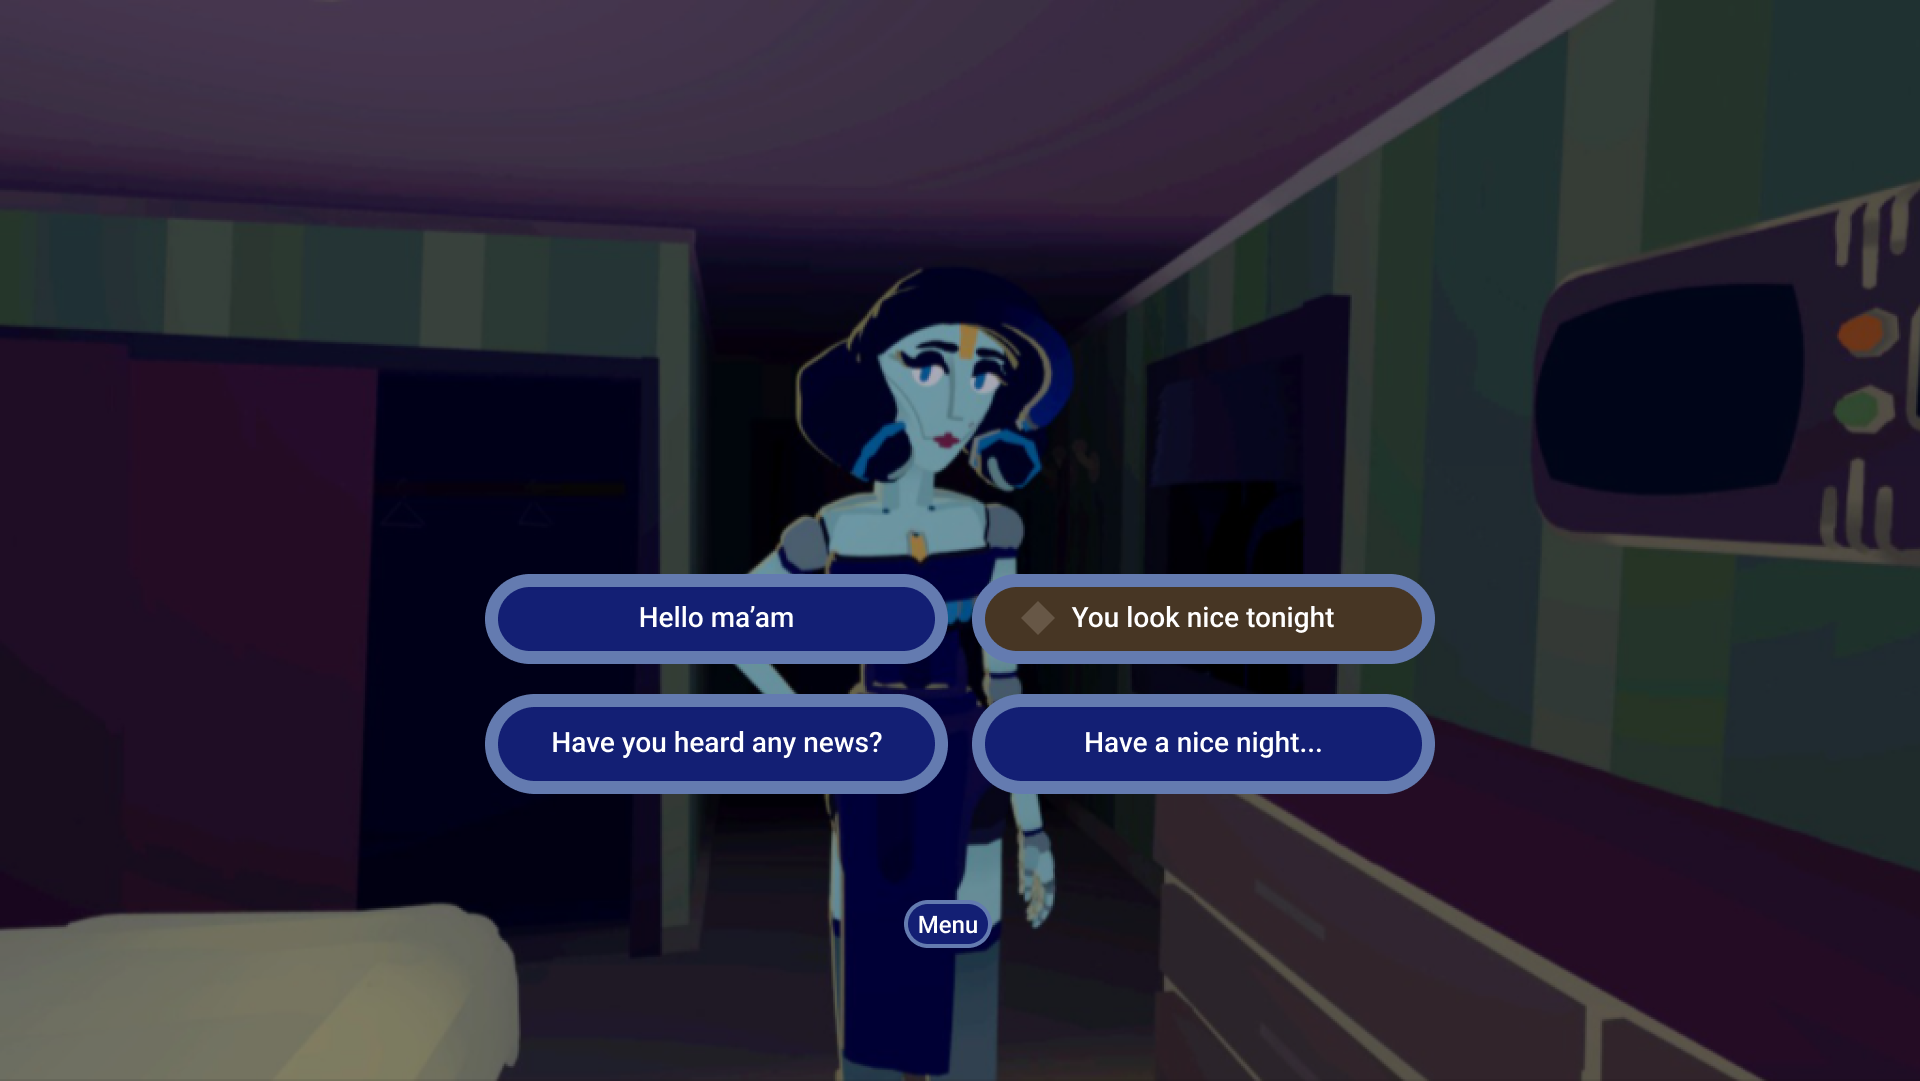 Hello ma’am
You look nice tonight
Have you heard any news?
Have a nice night...
Menu